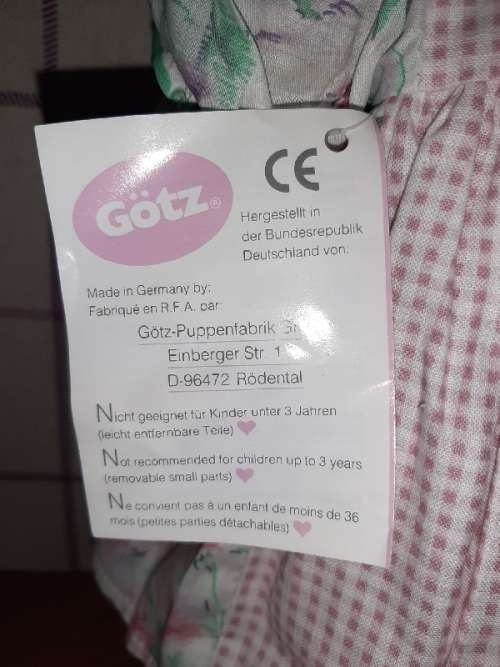 Götz®
CE
Hergestellt in
der Bundesrepublik
Deutschland von:
Made in Germany by:
Fabriqué en R.F.A. par:
Götz-Puppenfabrik
Einberger Str. 1
D-96472 Rödental
Nicht geeignet für Kinder unter 3 Jahren
(leicht entfernbare Teile)
Not recommended for children up to 3 years
(removable small parts)
Ne convient pas à un enfant de moins de 36
mois (petites parties détachables)